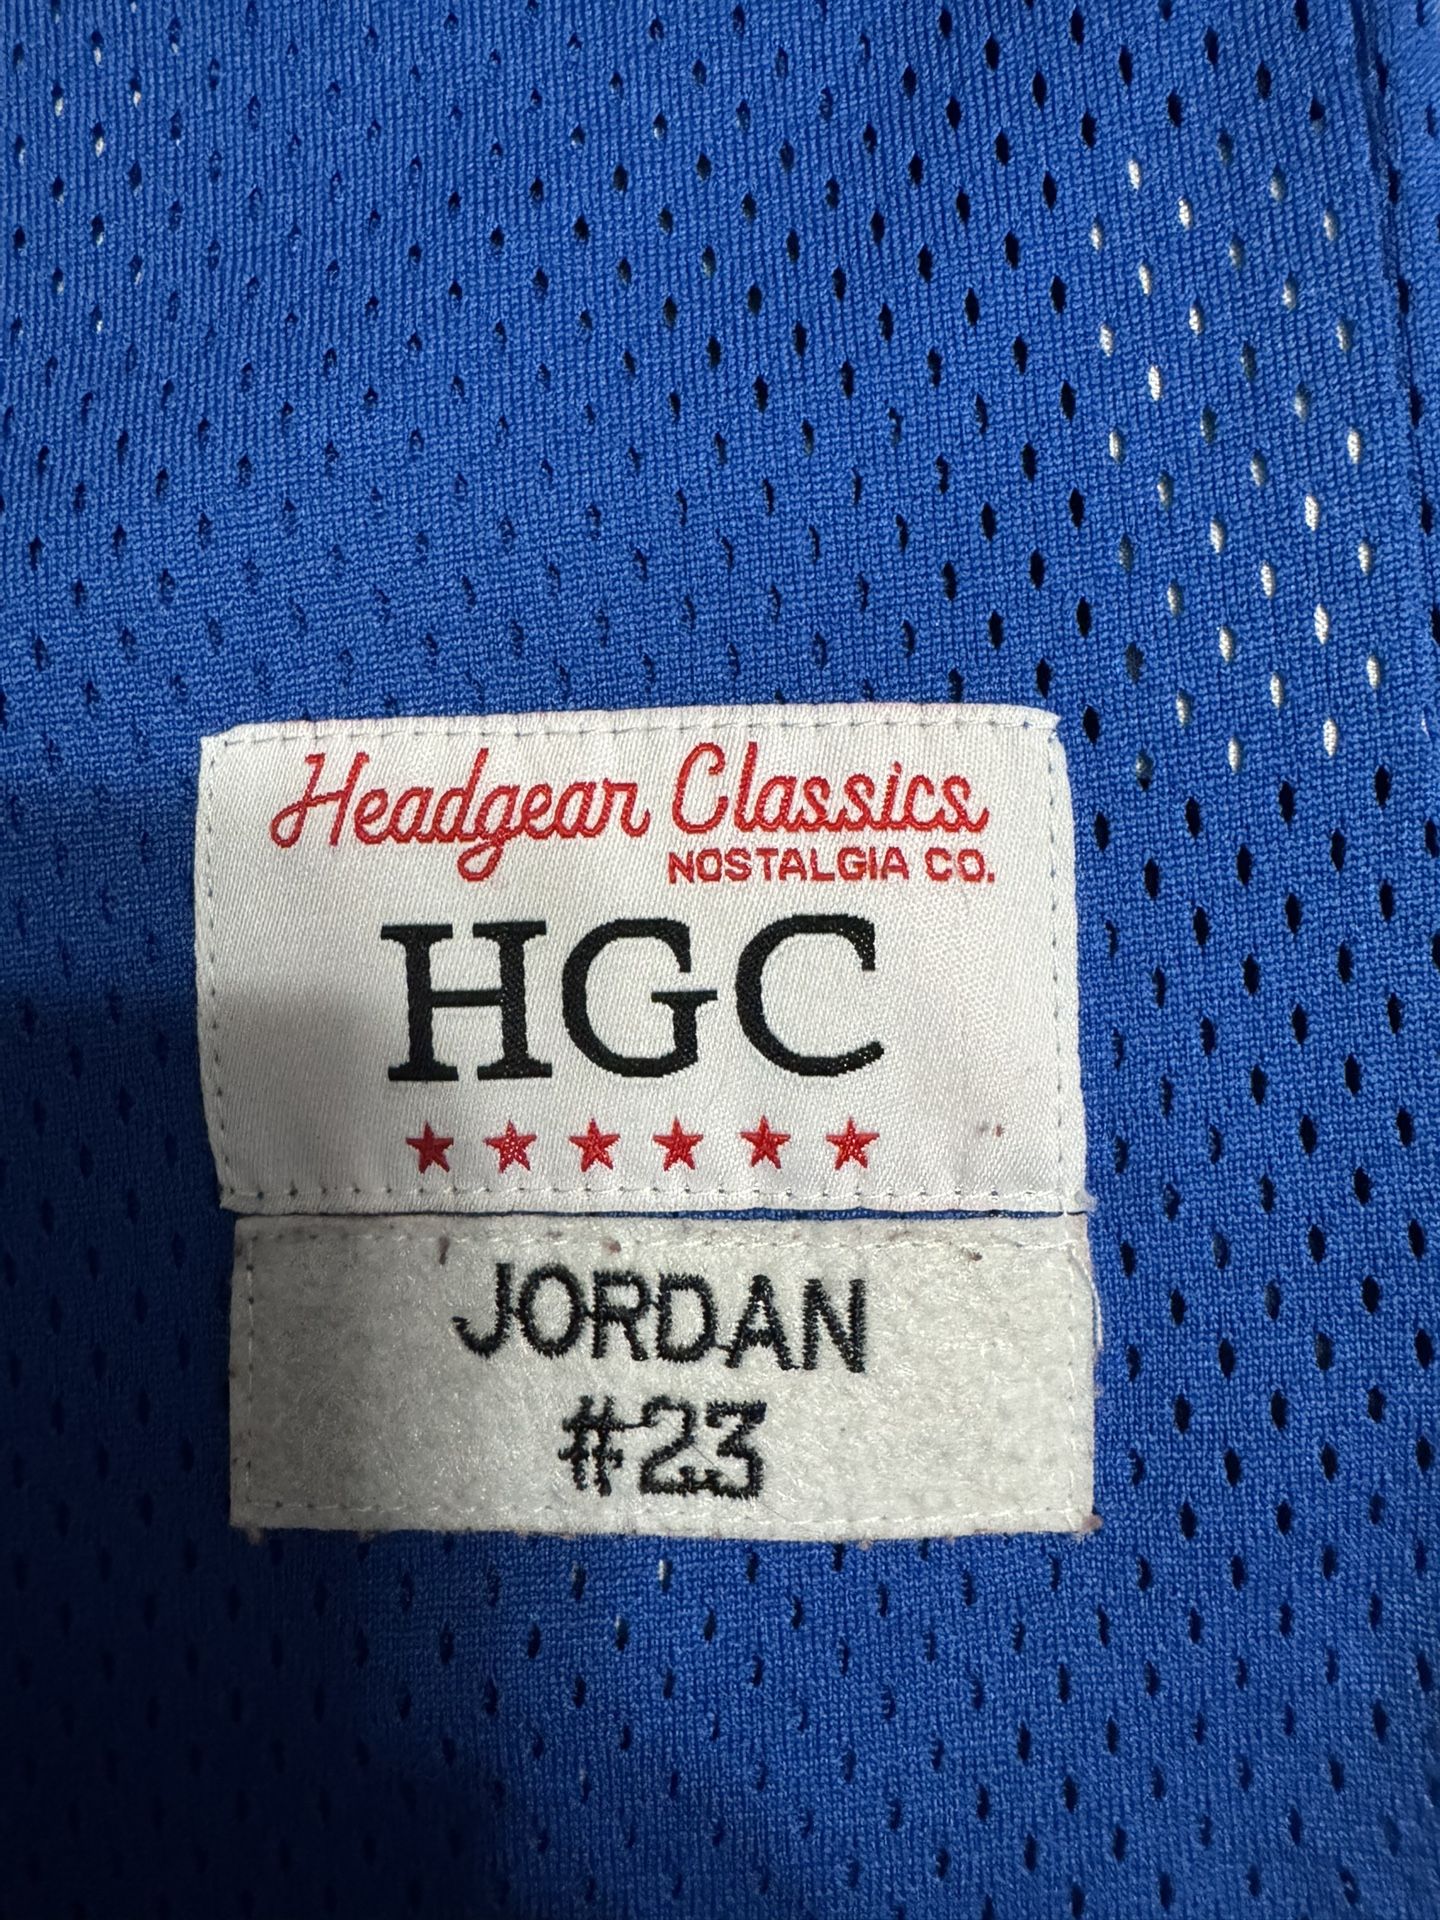 Headgear Classics
NOSTALGIA CO.
HGC
JORDAN
#23